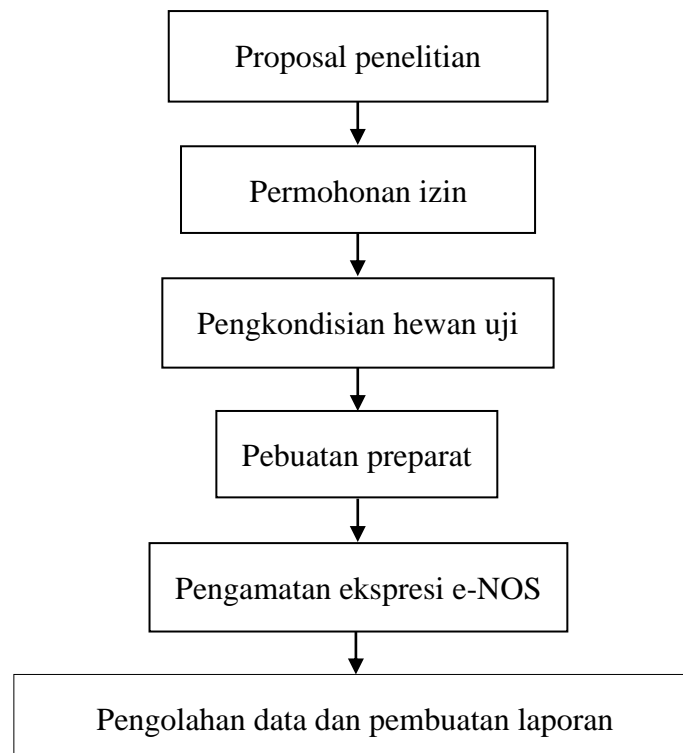 Proposal penelitian
Permohonan izin
Pengkondisian hewan uji
Pebuatan preparat
Pengamatan ekspresi e-NOS
Pengolahan data dan pembuatan laporan